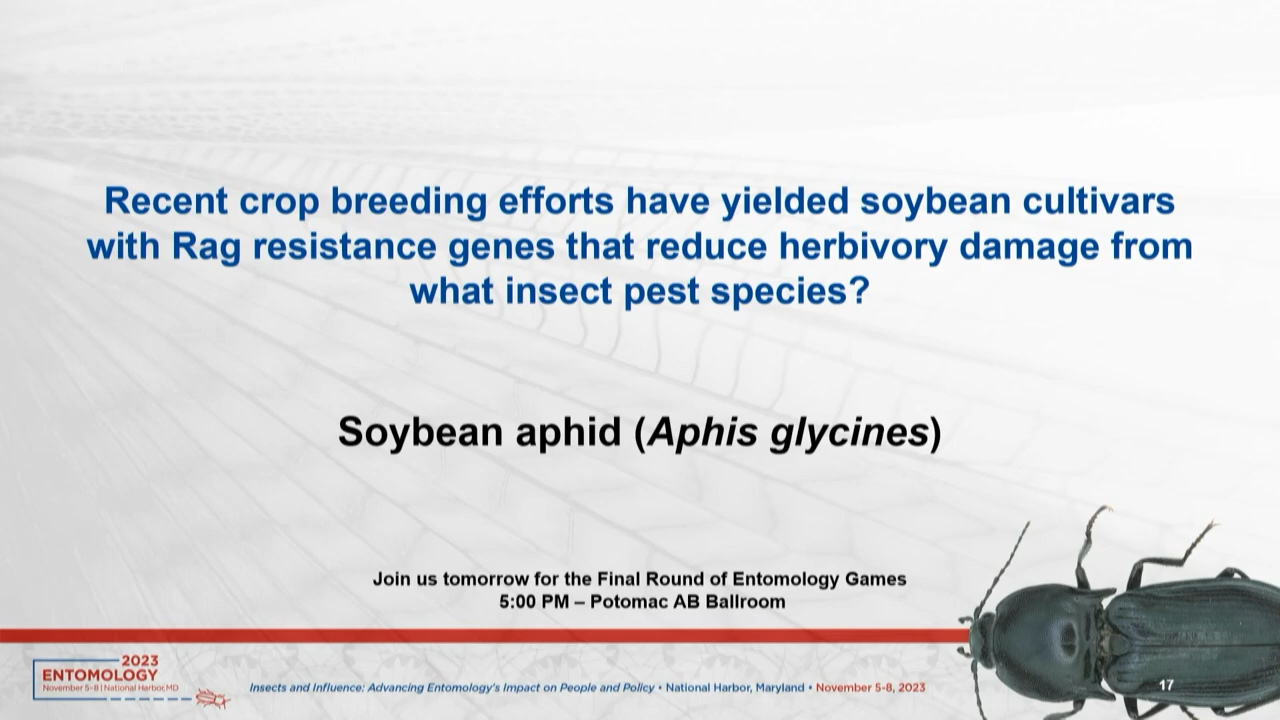 Recent crop breeding efforts have yielded soybean cultivars
with Rag resistance genes that reduce herbivory damage from
what insect pest species?
Soybean aphid (Aphis glycines)
Join us tomorrow for the Final Round of Entomology Games
5:00 PM – Potomac AB Ballroom
2023
ENTOMOLOGY
November 5-8 | National Harbor, MD
Insects and Influence: Advancing Entomology's Impact on People and Policy • National Harbor, Maryland • November 5-8, 2023
17